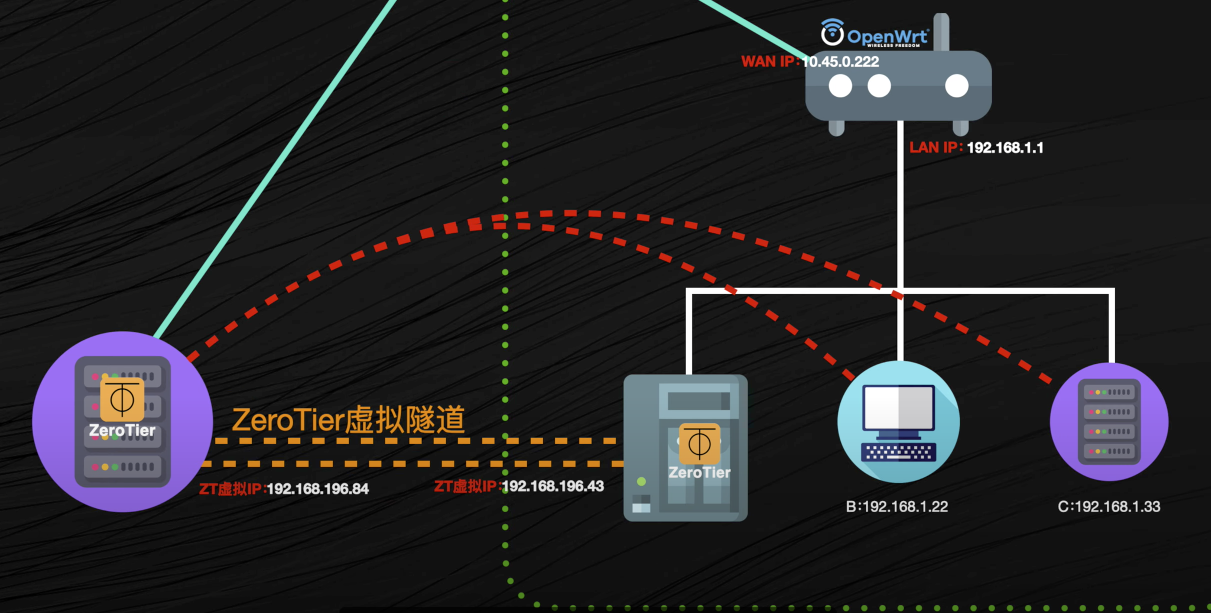 OpenWrt
WIRELESS FREEDOM
WAN IP:10.45.0.222
LAN IP: 192.168.1.1
ZeroTier
ZeroTier虚拟隧道
ZT虚拟IP:192.168.196.84
ZT虚拟IP:192.168.196.43
ZeroTier
B:192.168.1.22
C:192.168.1.33